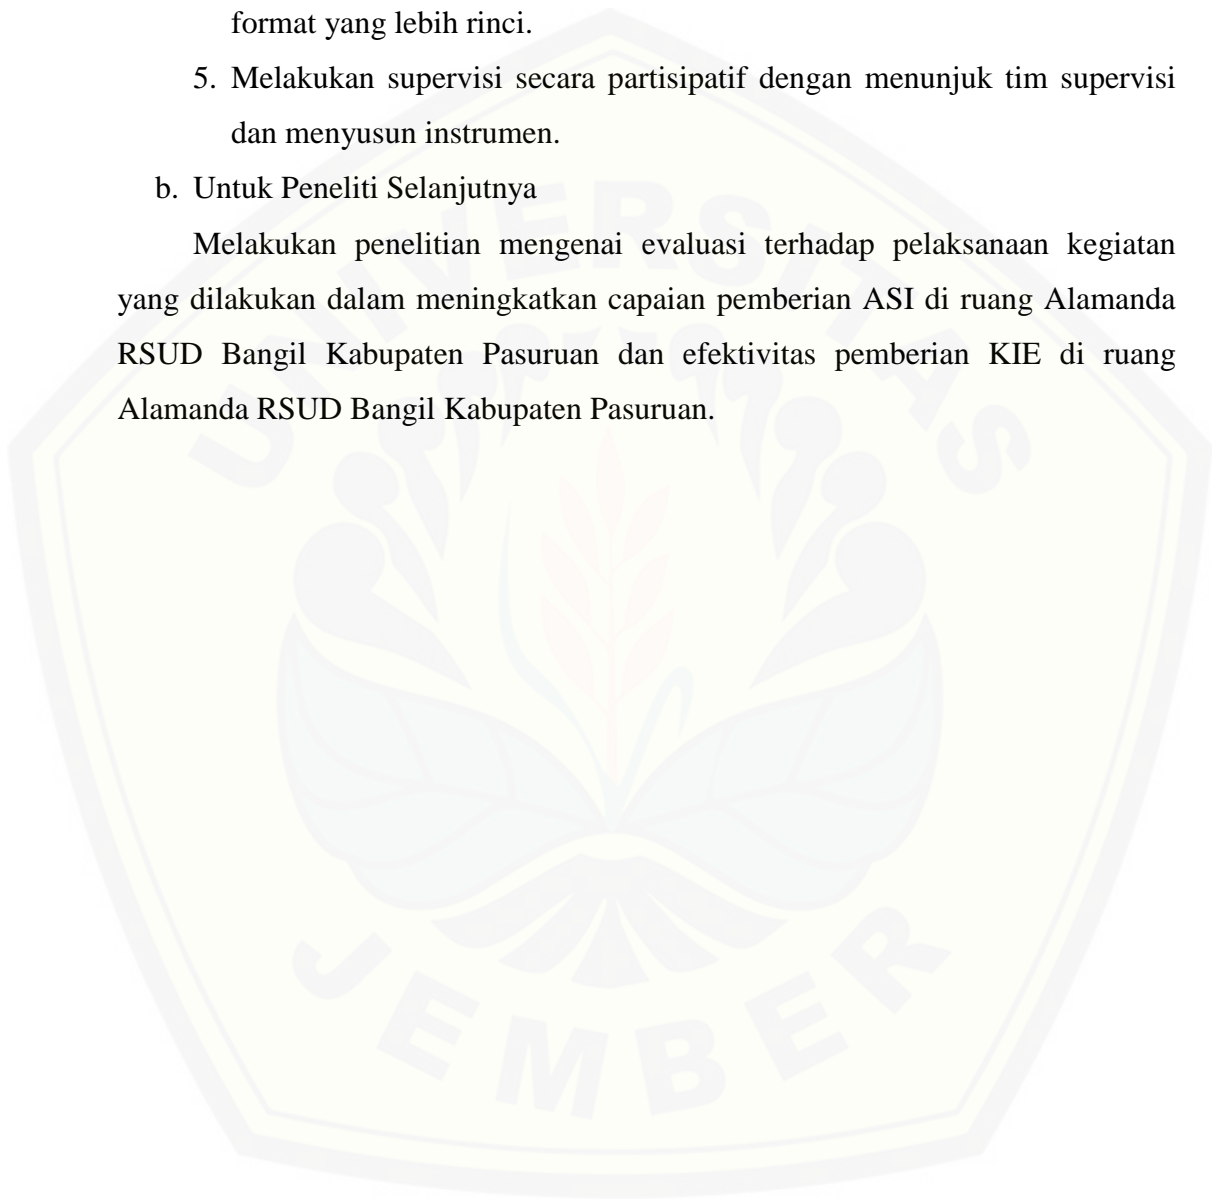 format yang lebih rinci.
5. Melakukan supervisi secara partisipatif dengan menunjuk tim supervisi
dan menyusun instrumen.
b. Untuk Peneliti Selanjutnya
Melakukan penelitian mengenai evaluasi terhadap pelaksanaan kegiatan
yang dilakukan dalam meningkatkan capaian pemberian ASI di ruang Alamanda
RSUD Bangil Kabupaten Pasuruan dan efektivitas pemberian KIE di ruang
Alamanda RSUD Bangil Kabupaten Pasuruan.
UNIVERSITAS
JEMBER